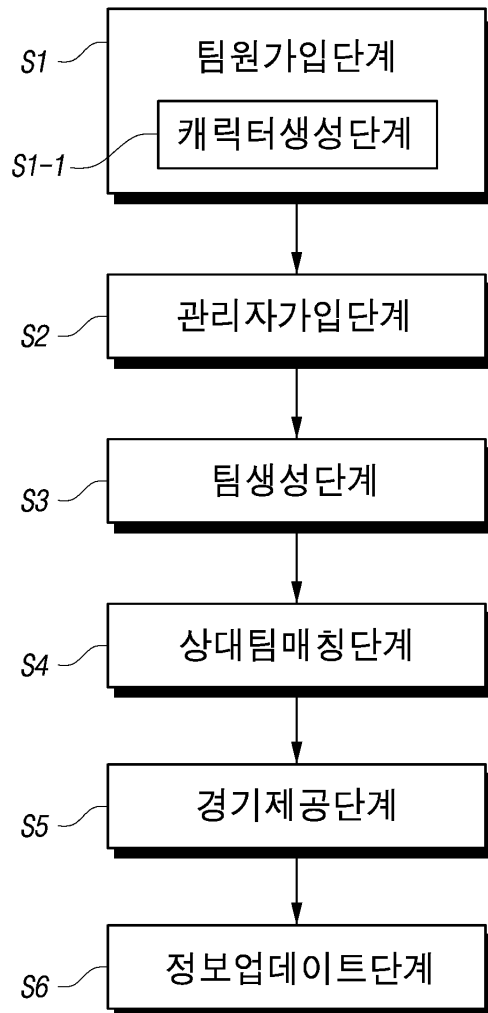 S1
팀원가입단계
S1-1
캐릭터생성단계
S2
관리자가입단계
S3
팀생성단계
S4
상대팀매칭단계
S5
경기제공단계
S6
정보업데이트단계